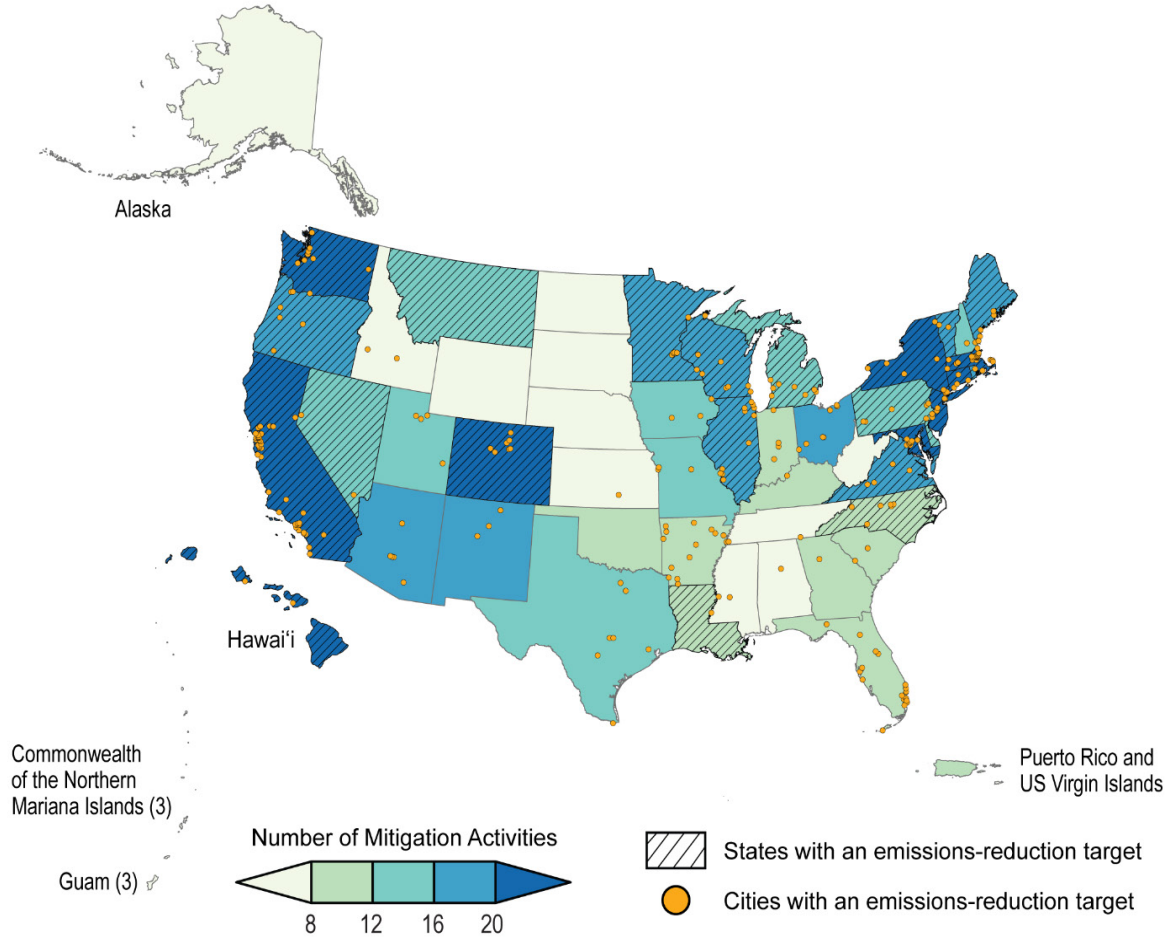 Alaska
Hawaiʻi
Commonwealth
of the Northern
Mariana Islands (3)
Guam (3)
Puerto Rico and
US Virgin Islands
Number of Mitigation Activities
8 12 16 20
States with an emissions-reduction target
Cities with an emissions-reduction target